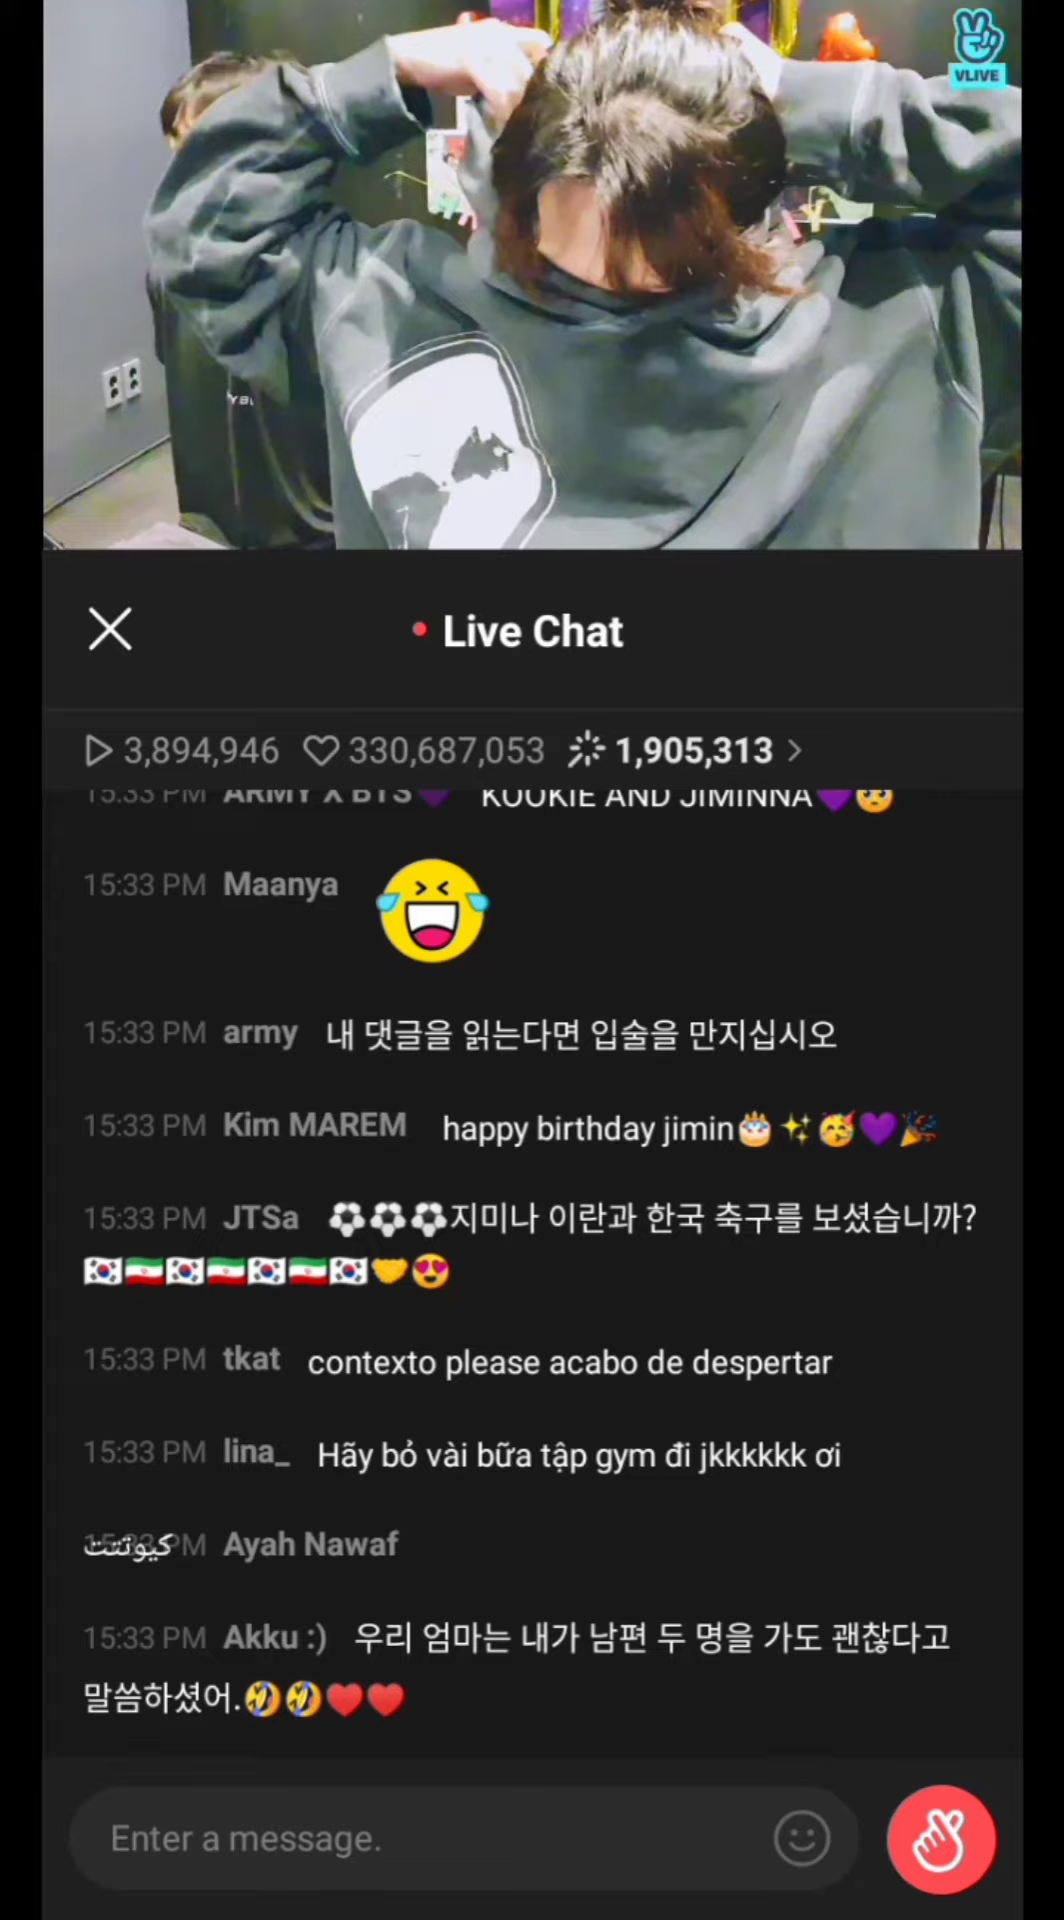 VLIVE
Live Chat
3,894,946 330,687,053 1,905,313
15:33 PM ARMY X BTS💜 KOOKIE AND JIMINNA💜🥺
15:33 PM Maanya
15:33 PM army 내 댓글을 읽는다면 입술을 만지십시오
15:33 PM Kim MAREM happy birthday jimin🎂✨🥳💜🎉
15:33 PM JTSa ⚽⚽⚽지미나 이란과 한국 축구를 보셨습니까?
🇰🇷🇮🇷🇰🇷🇮🇷🇰🇷🇮🇷🇰🇷🤝😍
15:33 PM tkat contexto please acabo de despertar
15:33 PM lina_ Hãy bỏ vài bữa tập gym đi jkkkkkk ơi
15:33 PM Ayah Nawaf كيوتتت
15:33 PM Akku :) 우리 엄마는 내가 남편 두 명을 가도 괜찮다고
말씀하셨어.🤣🤣♥️♥️
Enter a message.